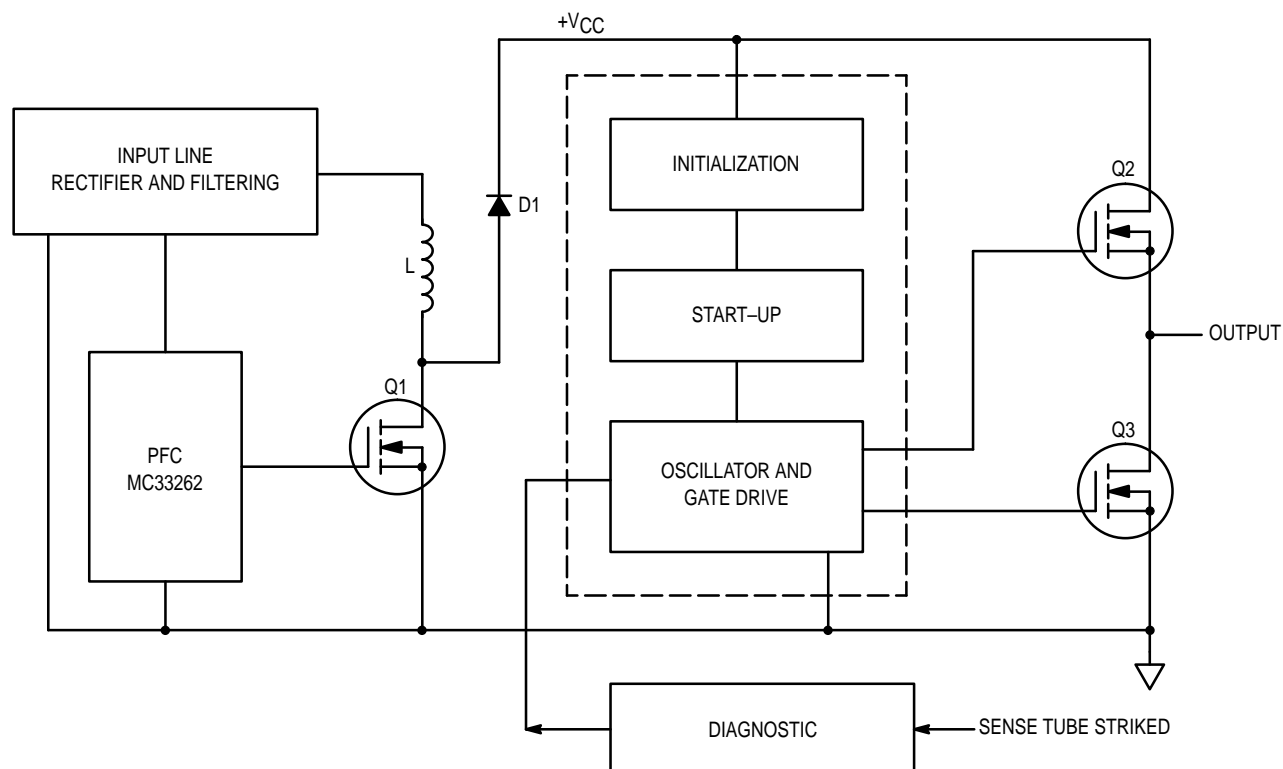 +VCC
INPUT LINE
RECTIFIER AND FILTERING
D1
L
INITIALIZATION
Q2
START–UP
OUTPUT
Q1
PFC
MC33262
OSCILLATOR AND
GATE DRIVE
Q3
DIAGNOSTIC
SENSE TUBE STRIKED